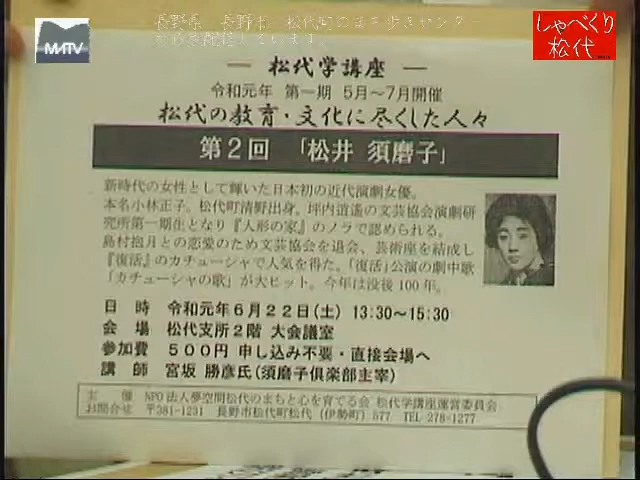 長野県 長野市 松代町のまち歩きセンター
から配信しています。
MATV
しゃべくり
松代
― 松代学講座 ―
令和元年 第一期 5月～7月開催
松代の教育・文化に尽くした人々
第2回 「松井 須磨子」
新時代の女性として輝いた日本初の近代演劇女優。
本名小林正子。松代町清野出身。坪内逍遥の文芸協会演劇研
究所第一期生となり『人形の家』のノラで認められる。
島村抱月との恋愛のため文芸協会を退会、芸術座を結成し
『復活』のカチューシャで人気を得た。「復活」公演の劇中歌
「カチューシャの歌」が大ヒット。今年は没後100年。
日 時 令和元年6月22日(土) 13:30～15:30
会 場 松代支所2階 大会議室
参加費 500円 申し込み不要・直接会場へ
講 師 宮坂 勝彦氏(須磨子倶楽部主宰)
主 催 NPO法人夢空間松代のまちと心を育てる会 松代学講座運営委員会
お問合せ 〒381-1231 長野市松代町松代（伊勢町）577 TEL 278-1277